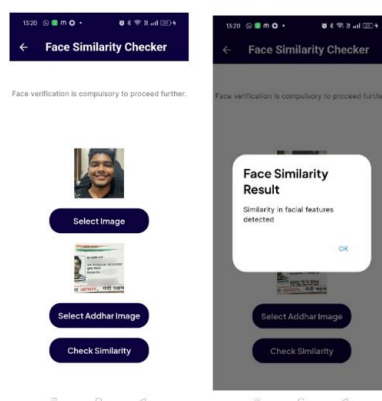 13:20
Face Similarity Checker
Face verification is compulsory to proceed further.
Select Image
Select Addhar Image
Check Similarity
13:20
Face Similarity Checker
Face verification is compulsory to proceed furthe
Face Similarity
Result
Similarity in facial features
detected
OK
Select Addhar Image
Check Similarity